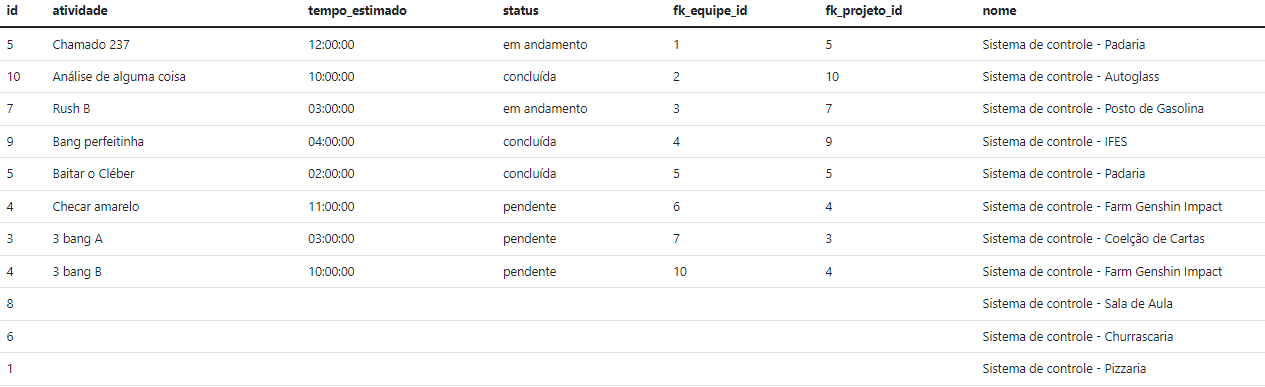 id atividade tempo_estimado status fk_equipe_id fk_projeto_id nome
5 Chamado 237 12:00:00 em andamento 1 5 Sistema de controle - Padaria
10 Análise de alguma coisa 10:00:00 concluída 2 10 Sistema de controle - Autoglass
7 Rush B 03:00:00 em andamento 3 7 Sistema de controle - Posto de Gasolina
9 Bang perfeitinha 04:00:00 concluída 4 9 Sistema de controle - IFES
5 Baitar o Cléber 02:00:00 concluída 5 5 Sistema de controle - Padaria
4 Checar amarelo 11:00:00 pendente 6 4 Sistema de controle - Farm Genshin Impact
3 3 bang A 03:00:00 pendente 7 3 Sistema de controle - Coelção de Cartas
4 3 bang B 10:00:00 pendente 10 4 Sistema de controle - Farm Genshin Impact
8 Sistema de controle - Sala de Aula
6 Sistema de controle - Churrascaria
1 Sistema de controle - Pizzaria